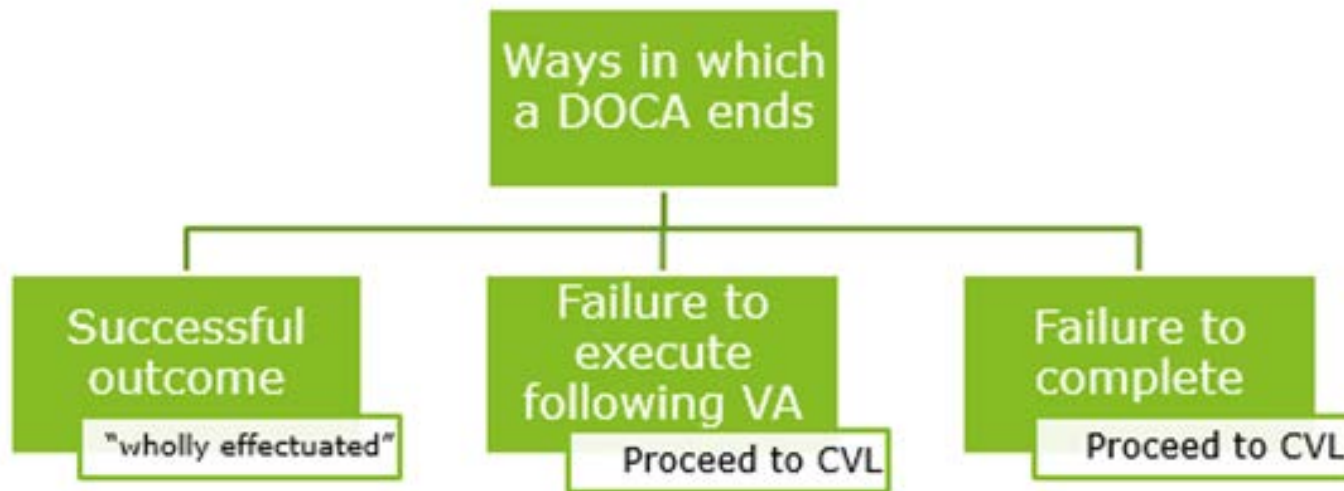 Ways in which
a DOCA ends
Successful
outcome
"wholly effectuated"
Failure to
execute
following VA
Proceed to CVL
Failure to
complete
Proceed to CVL